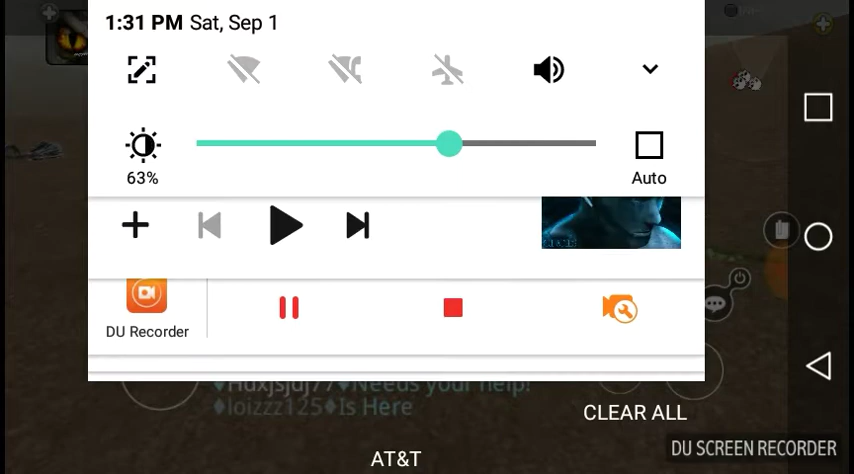 1:31 PM Sat, Sep 1
63%
Auto
DU Recorder
♦Huxjsjuj77♦Needs your help!
♦loizzz125♦Is Here
CLEAR ALL
AT&T
DU SCREEN RECORDER